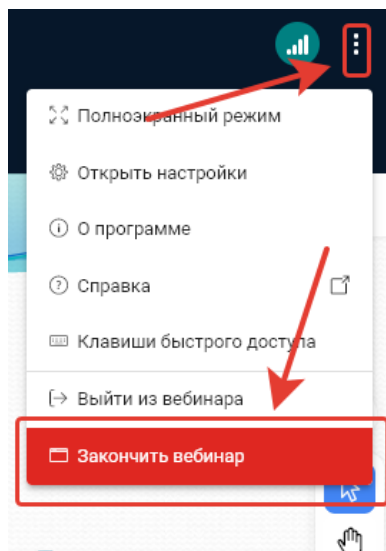 Полноэкранный режим
Открыть настройки
О программе
Справка
Клавиши быстрого доступа
Выйти из вебинара
Закончить вебинар